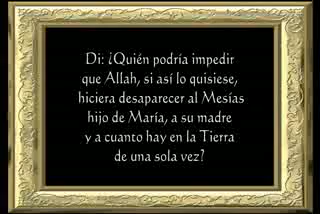 Di: ¿Quién podría impedir
que Allah, si así lo quisiese,
hiciera desaparecer al Mesías
hijo de María, a su madre
y a cuanto hay en la Tierra
de una sola vez?